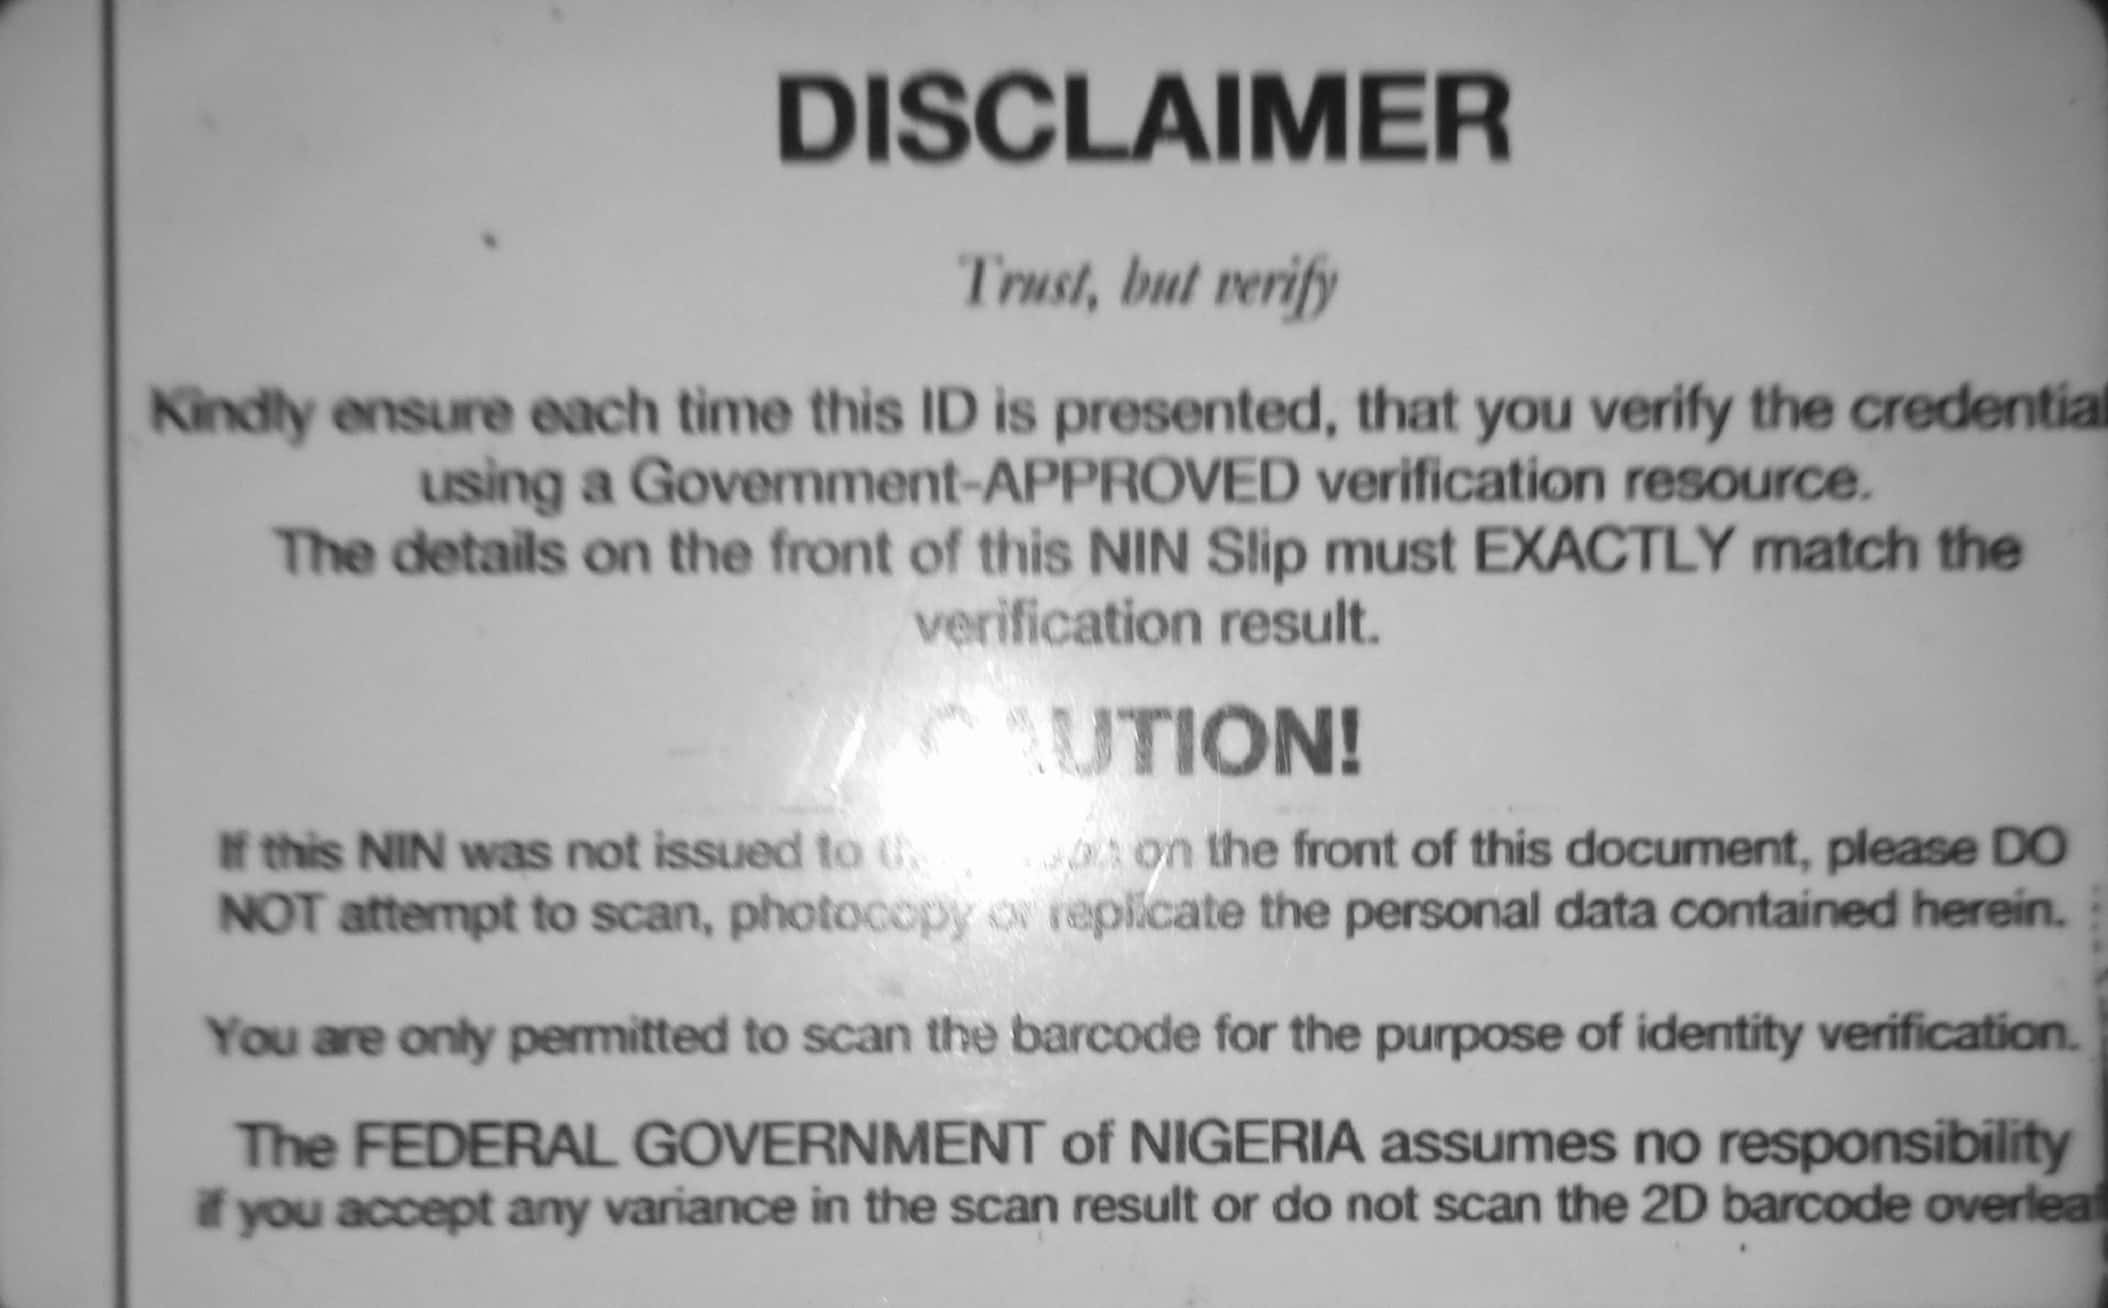 DISCLAIMER
Trust, but verify
Kindly ensure each time this ID is presented, that you verify the credential
using a Government-APPROVED verification resource.
The details on the front of this NIN Slip must EXACTLY match the
verification result.
CAUTION!
If this NIN was not issued to on the front of this document, please DO
NOT attempt to scan, photocopy or replicate the personal data contained herein.
You are only permitted to scan the barcode for the purpose of identity verification.
The FEDERAL GOVERNMENT of NIGERIA assumes no responsibility
if you accept any variance in the scan result or do not scan the 2D barcode overleaf